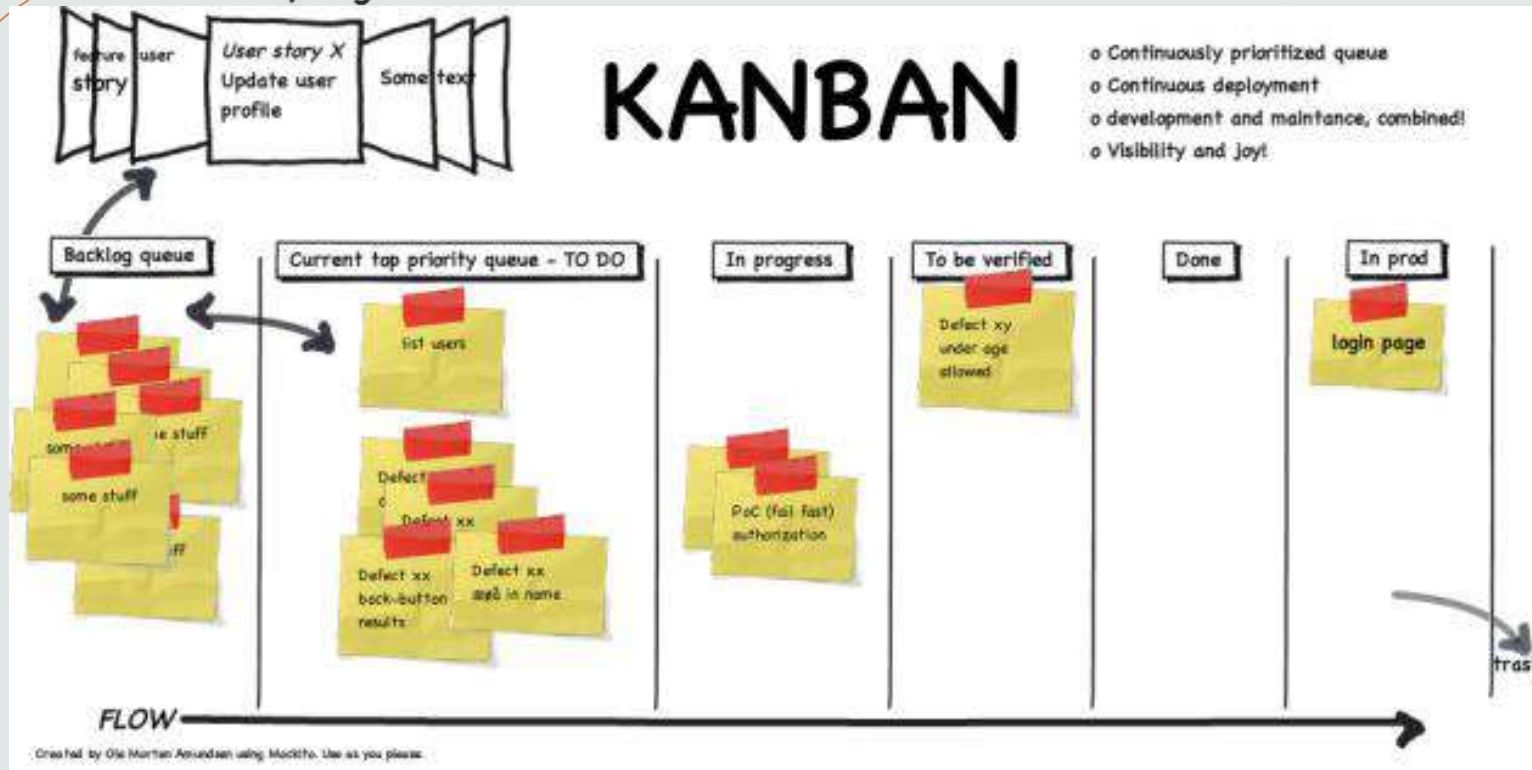 feature user
story
User story X
Update user
profile
Some text
KANBAN
o Continuously prioritized queue
o Continuous deployment
o development and maintance, combined!
o Visibility and joy!
Backlog queue
Current top priority queue - TO DO
In progress
To be verified
Done
In prod
some
stuff
some stuff
list users
Defect
Defect xx
Defect xx
back-button
results
Defect xx
æøå in name
PoC (fail fast)
authorization
Defect xy
under age
allowed
login page
FLOW
Created by Ole Morten Amundsen using Mockito. Use as you please.